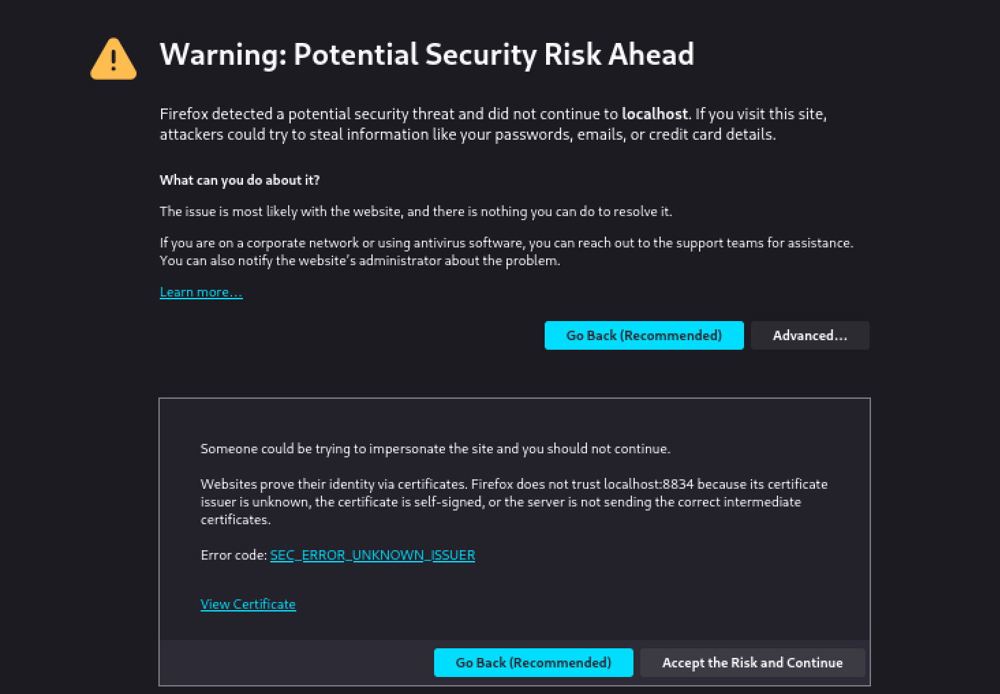 Warning: Potential Security Risk Ahead
Firefox detected a potential security threat and did not continue to localhost. If you visit this site,
attackers could try to steal information like your passwords, emails, or credit card details.
What can you do about it?
The issue is most likely with the website, and there is nothing you can do to resolve it.
If you are on a corporate network or using antivirus software, you can reach out to the support teams for assistance.
You can also notify the website’s administrator about the problem.
Learn more…
Go Back (Recommended)
Advanced…
Someone could be trying to impersonate the site and you should not continue.
Websites prove their identity via certificates. Firefox does not trust localhost:8834 because its certificate
issuer is unknown, the certificate is self-signed, or the server is not sending the correct intermediate
certificates.
Error code: SEC_ERROR_UNKNOWN_ISSUER
View Certificate
Go Back (Recommended)
Accept the Risk and Continue